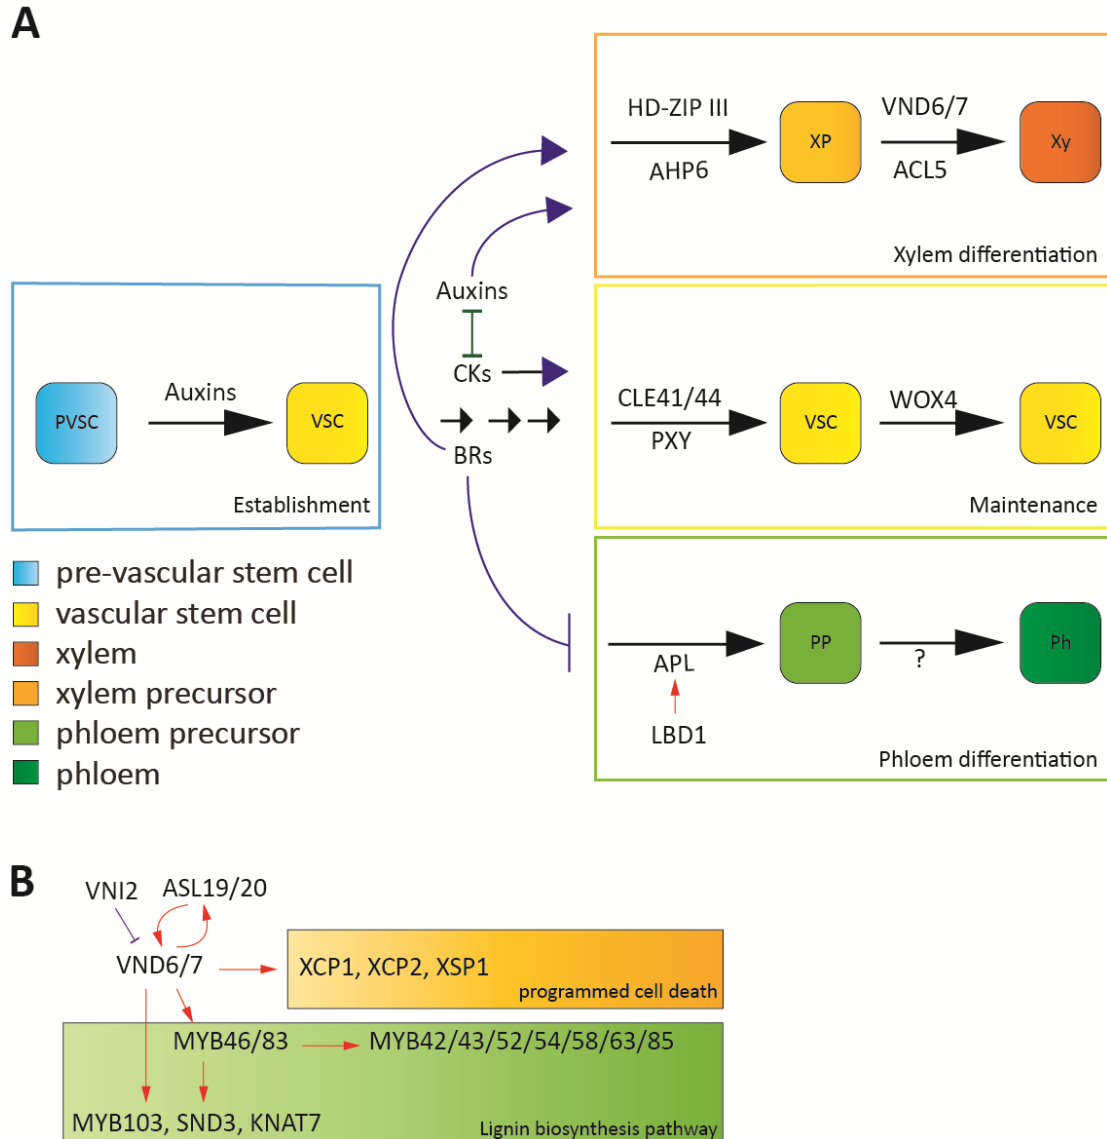 A
HD-ZIP III
AHP6
XP
VND6/7
ACL5
Xy
Xylem differentiation
Auxins
CKs
BRs
PVSC
Auxins
VSC
Establishment
CLE41/44
PXY
VSC
WOX4
VSC
Maintenance
APL
LBD1
PP
?
Ph
Phloem differentiation
pre-vascular stem cell
vascular stem cell
xylem
xylem precursor
phloem precursor
phloem
B
VNI2
ASL19/20
VND6/7
XCP1, XCP2, XSP1
programmed cell death
MYB46/83
MYB42/43/52/54/58/63/85
MYB103, SND3, KNAT7
Lignin biosynthesis pathway